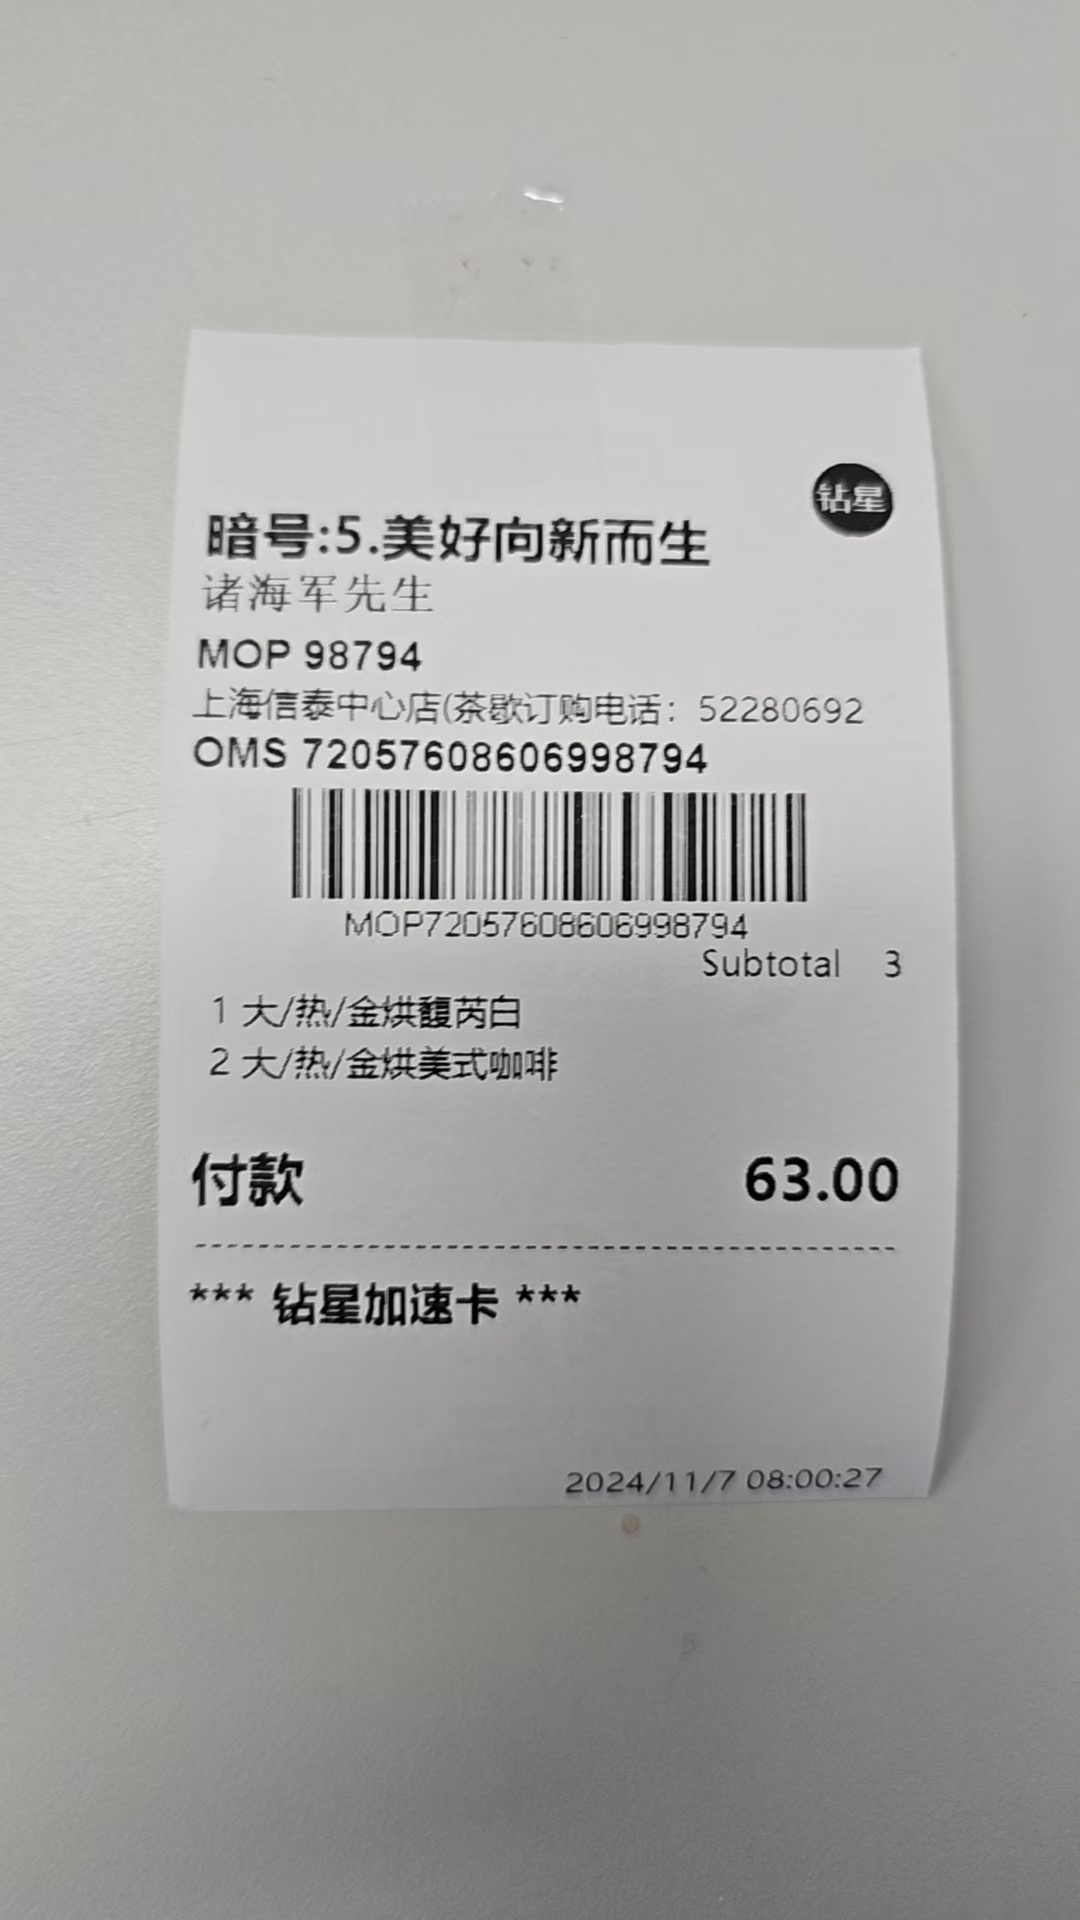 钻星
暗号:5.美好向新而生
诸海军先生
MOP 98794
上海信泰中心店(茶歇订购电话：52280692
OMS 72057608606998794
MOP72057608606998794
Subtotal 3
1 大/热/金烘馥芮白
2 大/热/金烘美式咖啡
付款 63.00
*** 钻星加速卡 ***
2024/11/7 08:00:27